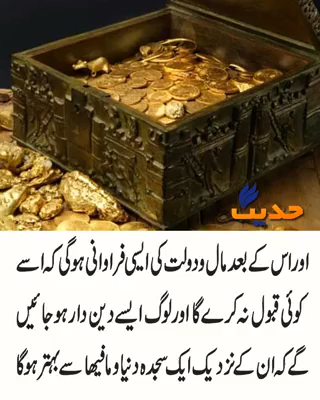 حدیث
اور اس کے بعد مال و دولت کی ایسی فراوانی ہوگی کہ اسے
کوئی قبول نہ کرے گا اور لوگ ایسے دین دار ہو جائیں
گے کہ ان کے نزدیک ایک سجدہ دنیا و مافیھا سے بہتر ہوگا